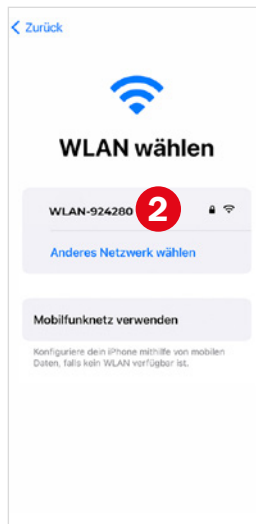 Zurück
WLAN wählen
WLAN-924280 2
Anderes Netzwerk wählen
Mobilfunknetz verwenden
Konfiguriere dein iPhone mithilfe von mobilen
Daten, falls kein WLAN verfügbar ist.